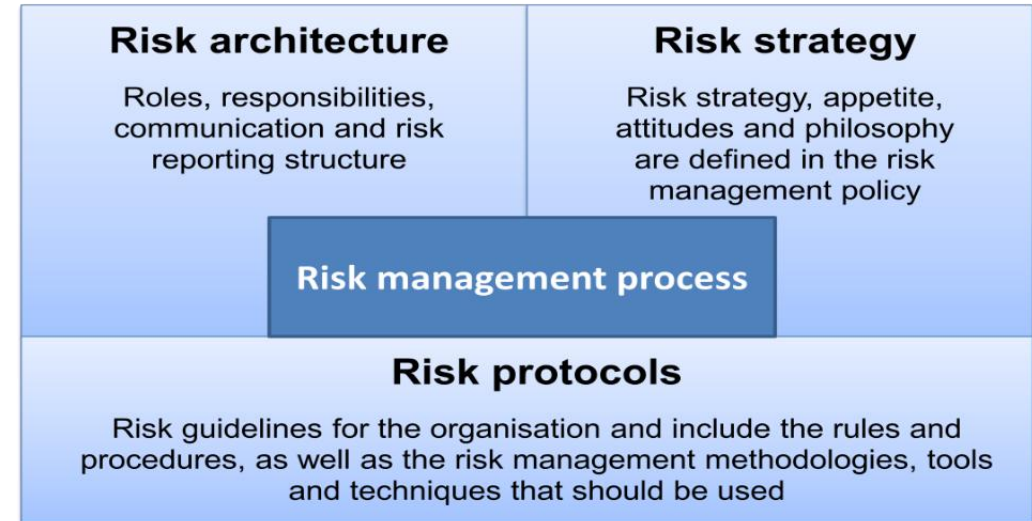 Risk architecture
Roles, responsibilities,
communication and risk
reporting structure
Risk strategy
Risk strategy, appetite,
attitudes and philosophy
are defined in the risk
management policy
Risk management process
Risk protocols
Risk guidelines for the organisation and include the rules and
procedures, as well as the risk management methodologies, tools
and techniques that should be used